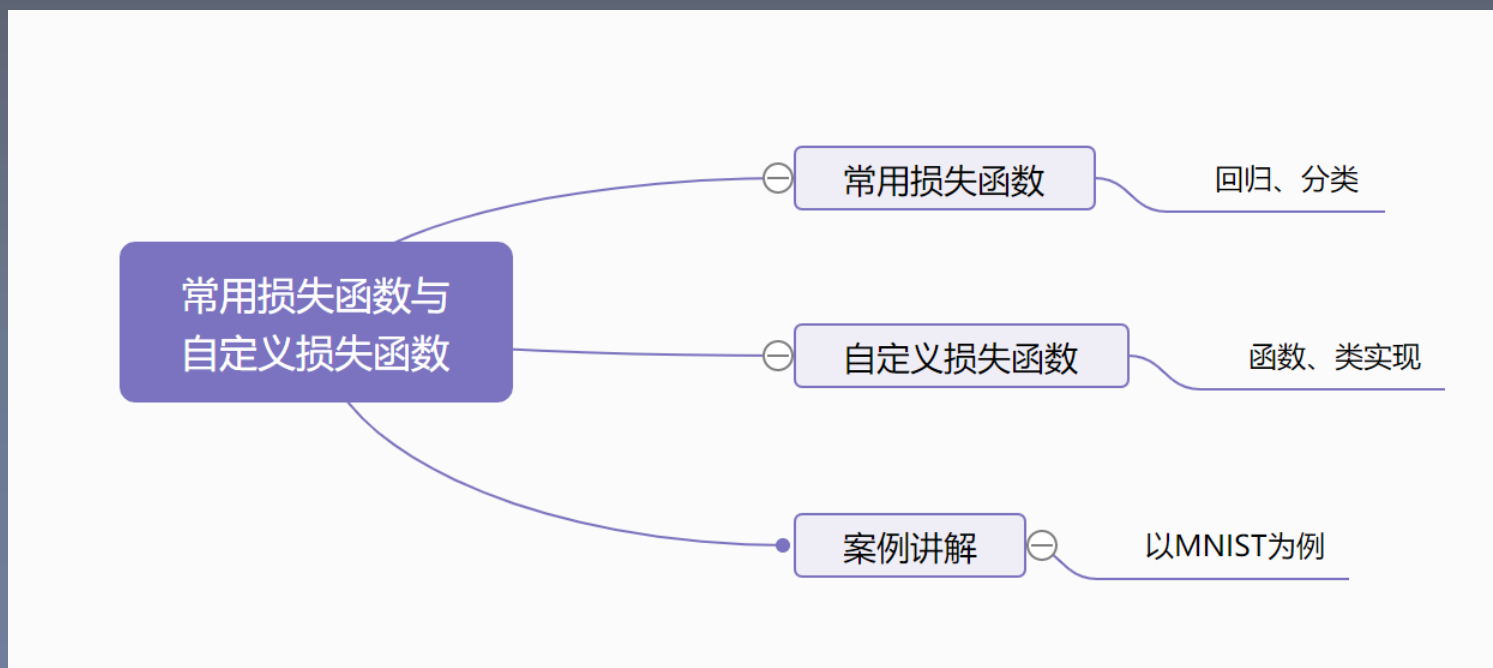 常用损失函数与
自定义损失函数
常用损失函数
回归、分类
自定义损失函数
函数、类实现
案例讲解
以MNIST为例